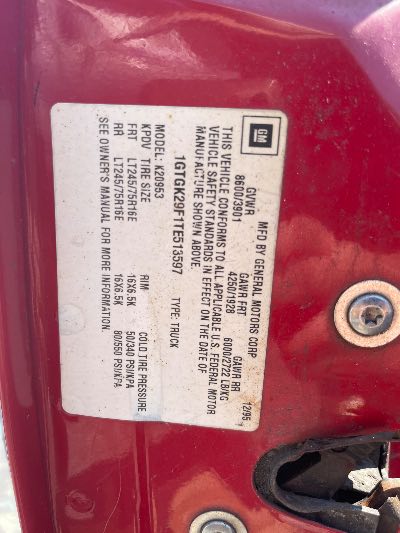 GM
MFD BY GENERAL MOTORS CORP 12/95
GVWR GAWR FRT GAWR RR
8600/3901 4250/1928 6000/2722 LB/KG
THIS VEHICLE CONFORMS TO ALL APPLICABLE U.S. FEDERAL MOTOR
VEHICLE SAFETY STANDARDS IN EFFECT ON THE DATE OF
MANUFACTURE SHOWN ABOVE.
1GTGK29F1TE513597 TYPE: TRUCK
MODEL: K20953
KPDV TIRE SIZE RIM COLD TIRE PRESSURE
FRT LT245/75R16E 16X6.5K 50/340 PSI/KPA
RR LT245/75R16E 16X6.5K 80/550 PSI/KPA
SEE OWNER'S MANUAL FOR MORE INFORMATION.